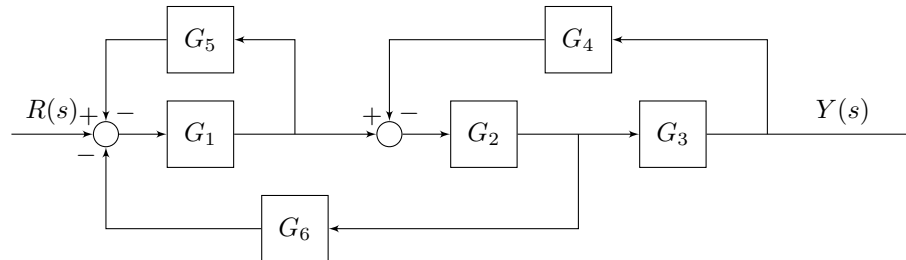 G₅
G₄
R(s)
+
−
+
−
Y(s)
G₁
G₂
G₃
−
G₆